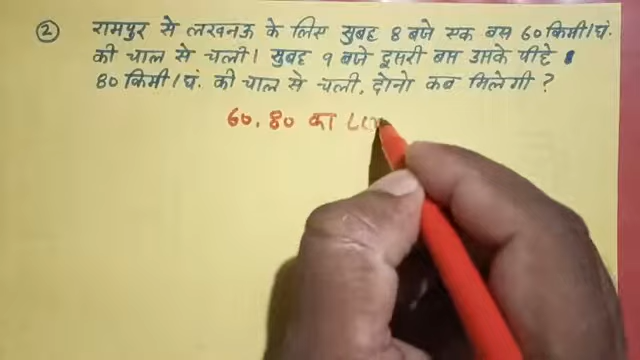 ② रामपुर से लखनऊ के लिए सुबह 8 बजे एक बस 60 किमी/घं.
की चाल से चली। सुबह 9 बजे दूसरी बस उसके पीछे
80 किमी/घं. की चाल से चली, दोनो कब मिलेगी ?
60, 80 का LC